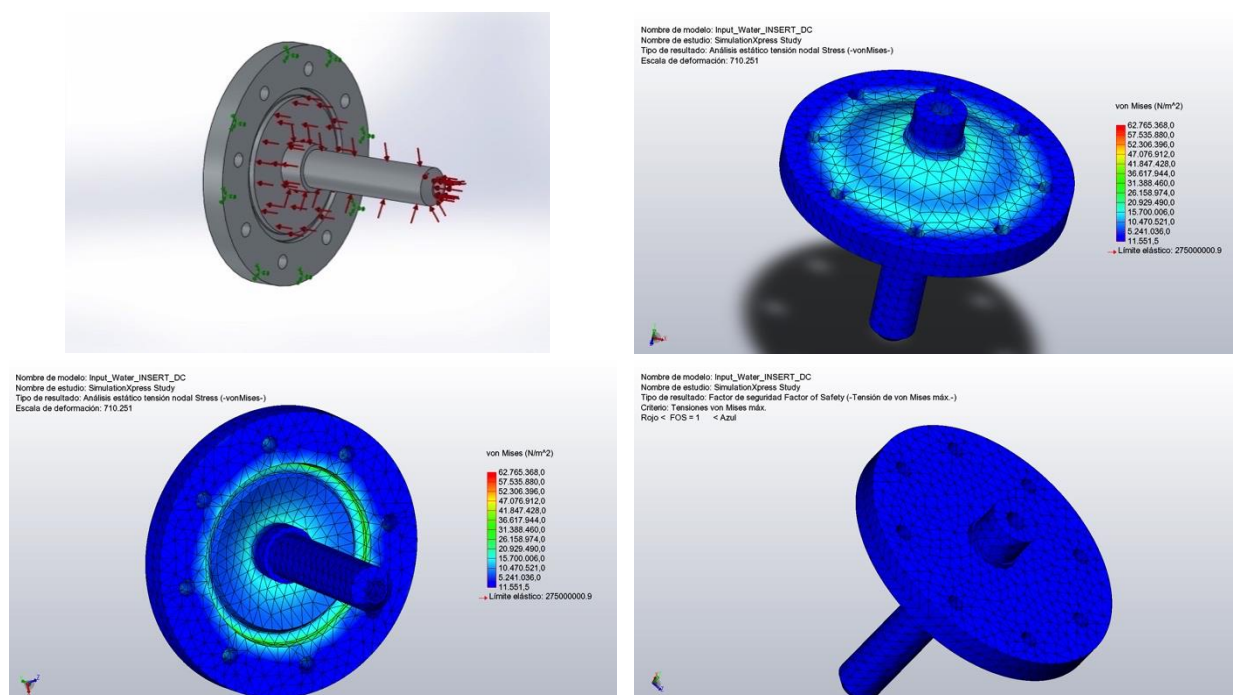 Nombre de modelo: Input_Water_INSERT_DC
Nombre de estudio: SimulationXpress Study
Tipo de resultado: Análisis estático tensión nodal Stress (-vonMises-)
Escala de deformación: 710.251
von Mises (N/m^2)
62.765.368,0
57.535.880,0
52.306.396,0
47.076.912,0
41.847.428,0
36.617.944,0
31.388.460,0
26.158.974,0
20.929.490,0
15.700.006,0
10.470.521,0
5.241.036,0
11.551,5
Límite elástico: 275000000.9
Nombre de modelo: Input_Water_INSERT_DC
Nombre de estudio: SimulationXpress Study
Tipo de resultado: Análisis estático tensión nodal Stress (-vonMises-)
Escala de deformación: 710.251
von Mises (N/m^2)
62.765.368,0
57.535.880,0
52.306.396,0
47.076.912,0
41.847.428,0
36.617.944,0
31.388.460,0
26.158.974,0
20.929.490,0
15.700.006,0
10.470.521,0
5.241.036,0
11.551,5
Límite elástico: 275000000.9
Nombre de modelo: Input_Water_INSERT_DC
Nombre de estudio: SimulationXpress Study
Tipo de resultado: Factor de seguridad Factor of Safety (-Tensión de von Mises máx.-)
Criterio: Tensiones von Mises máx.
Rojo < FOS = 1 < Azul